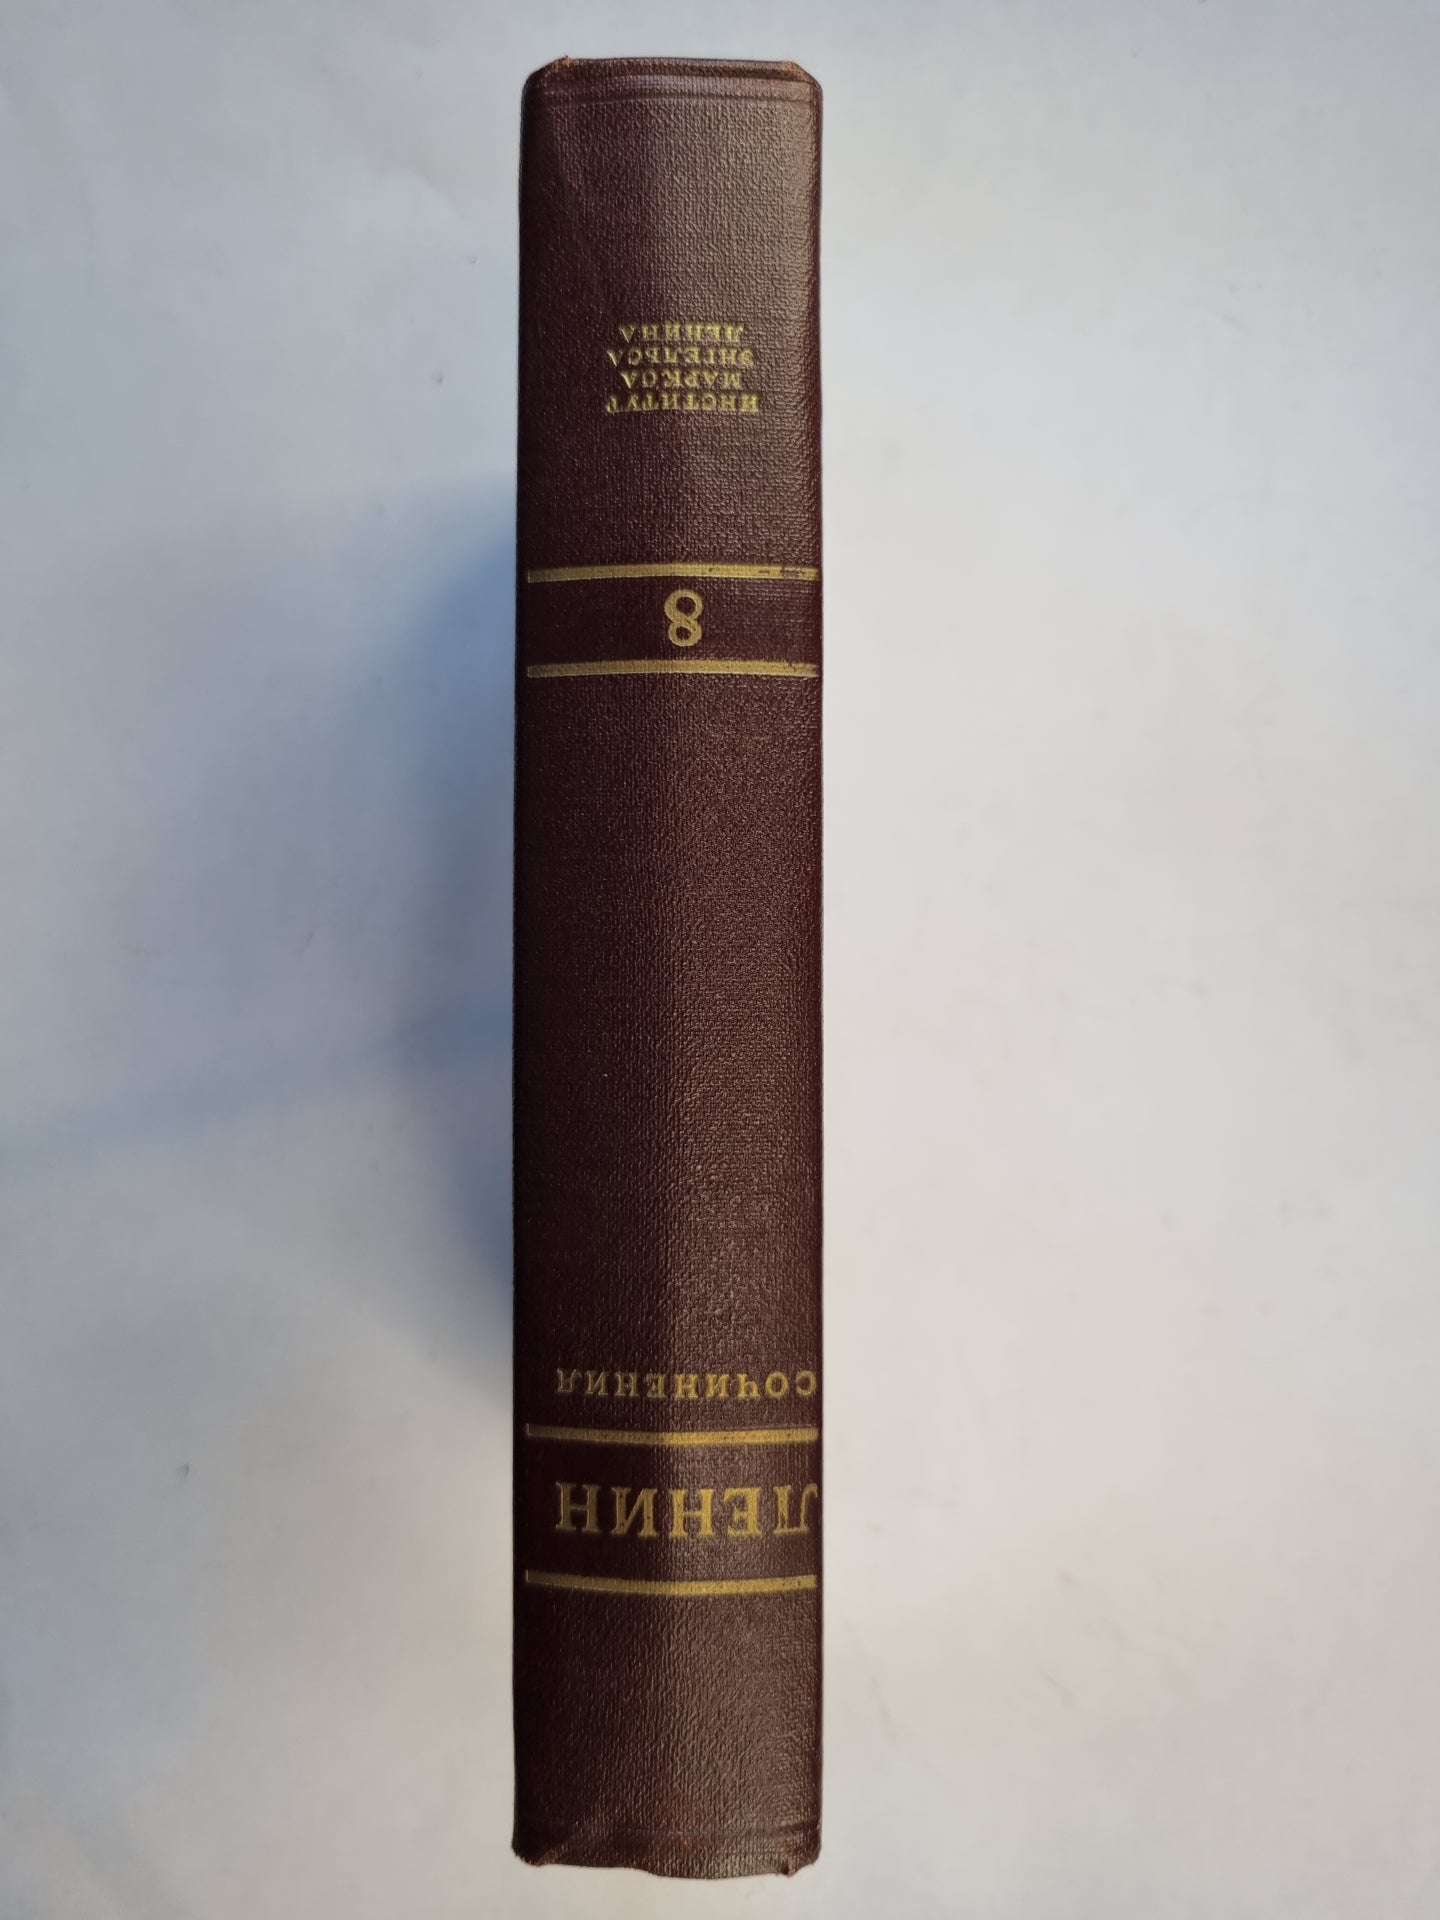 ЛЕНИН
СОЧИНЕНИЯ
8
ИНСТИТУТ
МАРКСА
ЭНГЕЛЬСА
ЛЕНИНА